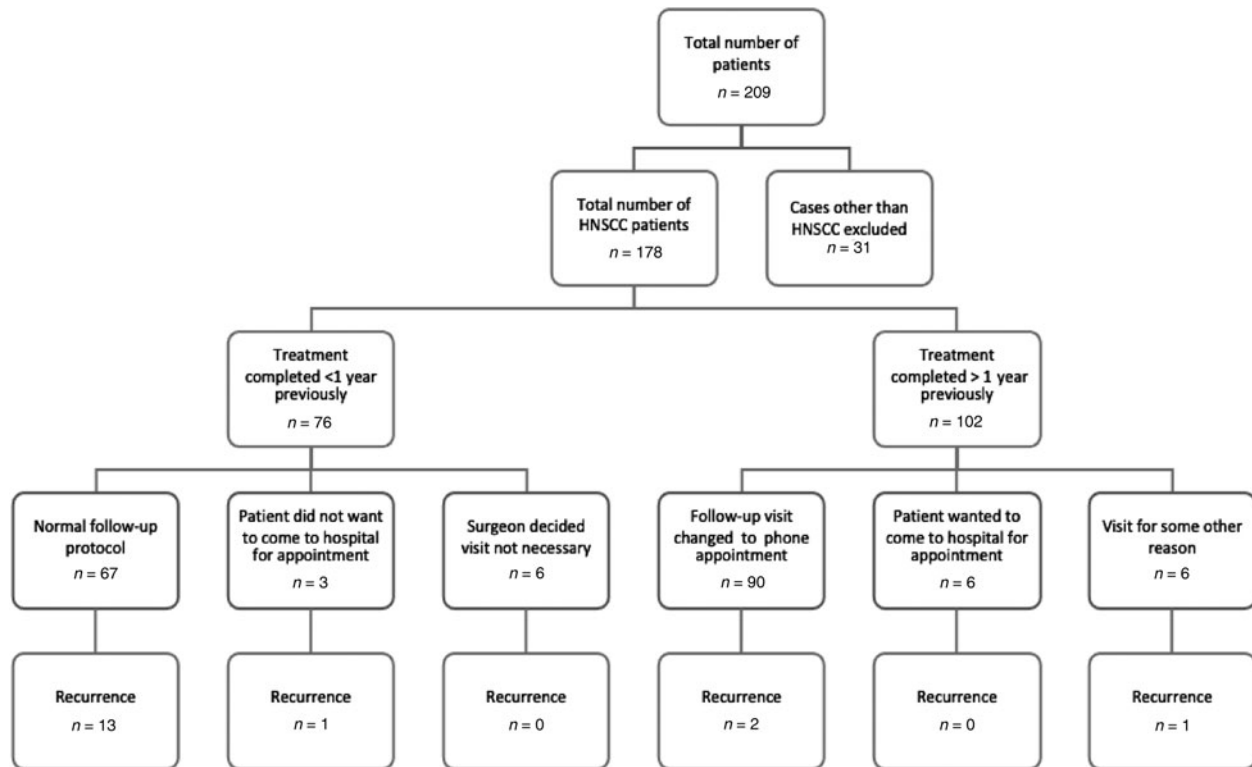 Total number of
patients
n = 209
Total number of
HNSCC patients
n = 178
Cases other than
HNSCC excluded
n = 31
Treatment
completed <1 year
previously
n = 76
Treatment
completed > 1 year
previously
n = 102
Normal follow-up
protocol
n = 67
Patient did not want
to come to hospital
for appointment
n = 3
Surgeon decided
visit not necessary
n = 6
Follow-up visit
changed to phone
appointment
n = 90
Patient wanted to
come to hospital for
appointment
n = 6
Visit for some other
reason
n = 6
Recurrence
n = 13
Recurrence
n = 1
Recurrence
n = 0
Recurrence
n = 2
Recurrence
n = 0
Recurrence
n = 1